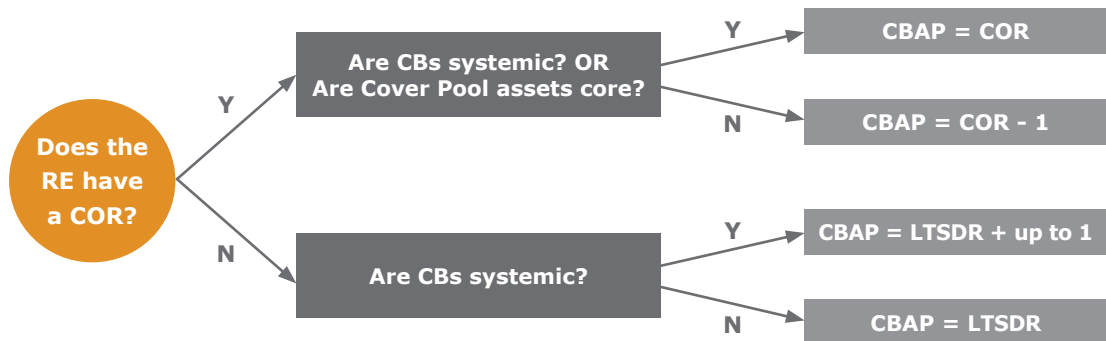 Does the
RE have
a COR?
Y
N
Are CBs systemic? OR
Are Cover Pool assets core?
Y
N
CBAP = COR
CBAP = COR - 1
Are CBs systemic?
Y
N
CBAP = LTSDR + up to 1
CBAP = LTSDR